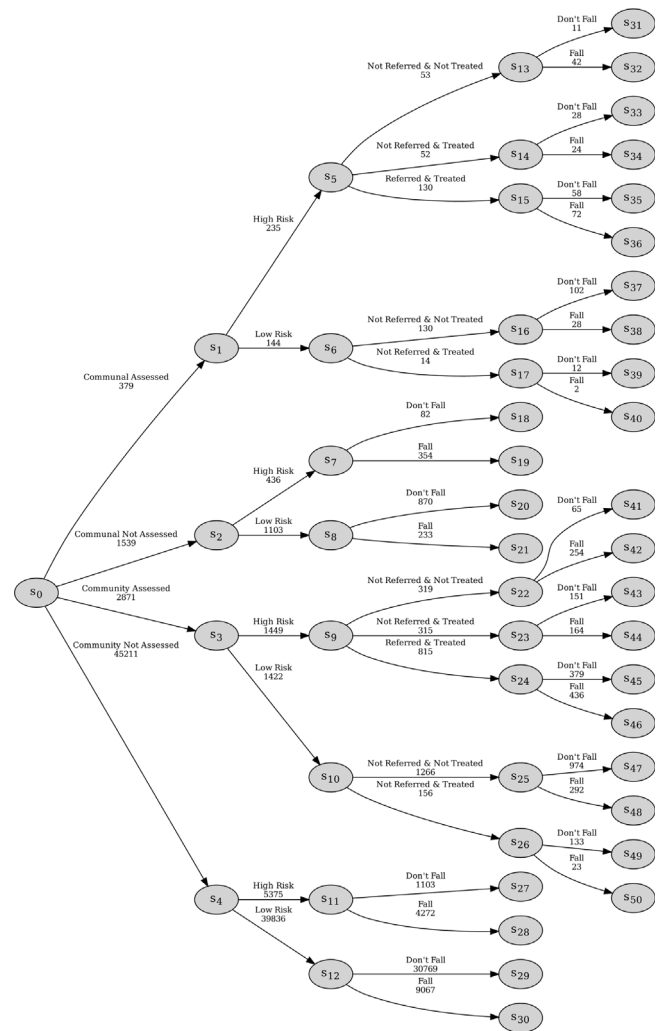 Don't Fall
11
s31
Fall
42
s32
Not Referred & Not Treated
53
s13
Don't Fall
28
s33
Not Referred & Treated
52
s14
Fall
24
s34
s5
Referred & Treated
130
s15
Don't Fall
58
s35
Fall
72
s36
High Risk
235
Don't Fall
102
s37
Not Referred & Not Treated
130
s16
Fall
28
s38
s1
Low Risk
144
s6
Not Referred & Treated
14
s17
Don't Fall
12
s39
Fall
2
s40
Communal Assessed
379
Don't Fall
82
s18
s7
Fall
354
s19
High Risk
436
Don't Fall
870
s20
Communal Not Assessed
1539
s2
Low Risk
1103
s8
Fall
233
s21
Don't Fall
65
s41
Not Referred & Not Treated
319
s22
Fall
254
s42
s0
Community Assessed
2871
s3
High Risk
1449
s9
Not Referred & Treated
315
s23
Don't Fall
151
s43
Fall
164
s44
Referred & Treated
815
s24
Don't Fall
379
s45
Fall
436
s46
Community Not Assessed
45211
Low Risk
1422
s10
Not Referred & Not Treated
1266
s25
Don't Fall
974
s47
Fall
292
s48
Not Referred & Treated
156
s26
Don't Fall
133
s49
Fall
23
s50
s4
High Risk
5375
s11
Don't Fall
1103
s27
Fall
4272
s28
Low Risk
39836
s12
Don't Fall
30769
s29
Fall
9067
s30